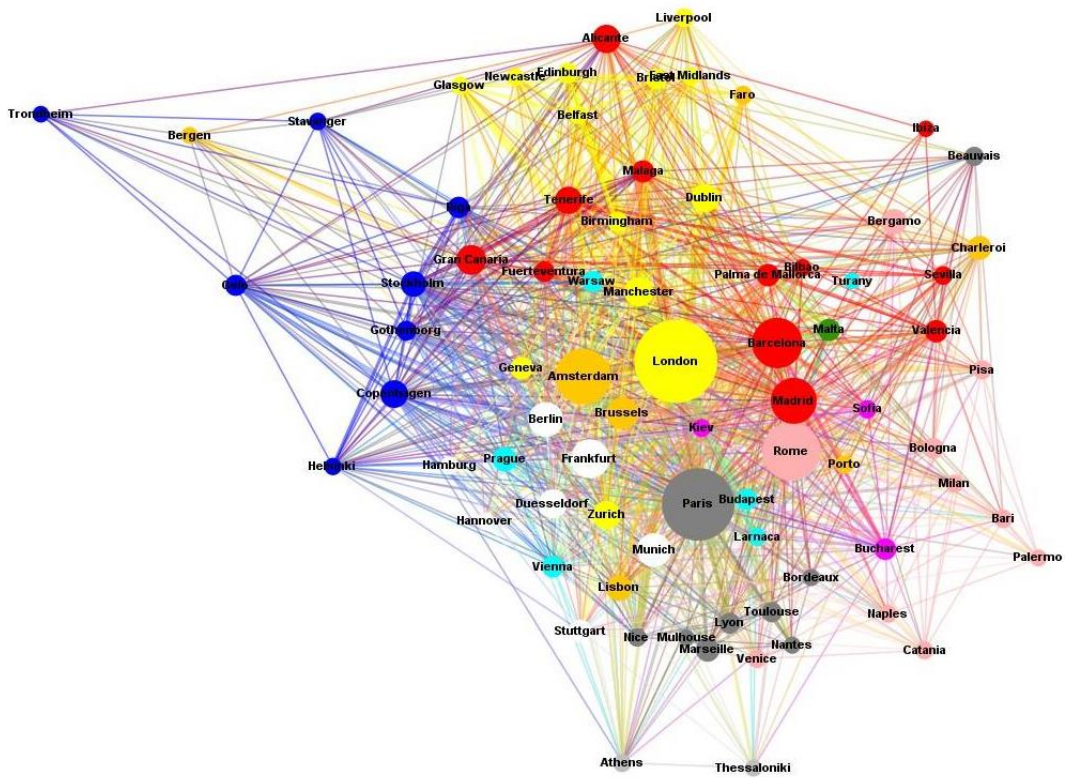 Liverpool
Alicante
Edinburgh
Newcastle
East Midlands
Bristol
Glasgow
Faro
Belfast
Trondheim
Stavanger
Bergen
Ibiza
Beauvais
Malaga
Tenerife
Dublin
Riga
Birmingham
Bergamo
Charleroi
Gran Canaria
Fuerteventura
Bilbao
Palma de Mallorca
Sevilla
Warsaw
Turany
Stockholm
Oslo
Manchester
Gothenborg
Malta
Valencia
Barcelona
London
Geneva
Amsterdam
Pisa
Copenhagen
Madrid
Brussels
Sofia
Berlin
Kiev
Bologna
Rome
Prague
Frankfurt
Hamburg
Helsinki
Porto
Milan
Budapest
Paris
Duesseldorf
Hannover
Zurich
Bari
Larnaca
Munich
Bucharest
Palermo
Vienna
Bordeaux
Lisbon
Toulouse
Naples
Lyon
Stuttgart
Nice
Mulhouse
Marseille
Nantes
Venice
Catania
Athens
Thessaloniki